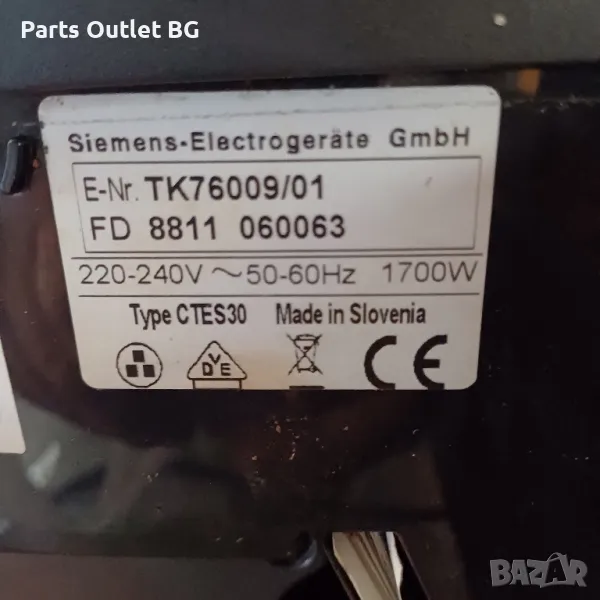 Parts Outlet BG
Siemens-Electrogeräte GmbH
E-Nr. TK76009/01
FD 8811 060063
220-240V ~ 50-60Hz 1700W
Type CTES30 Made in Slovenia
DVE CE
BAZAR